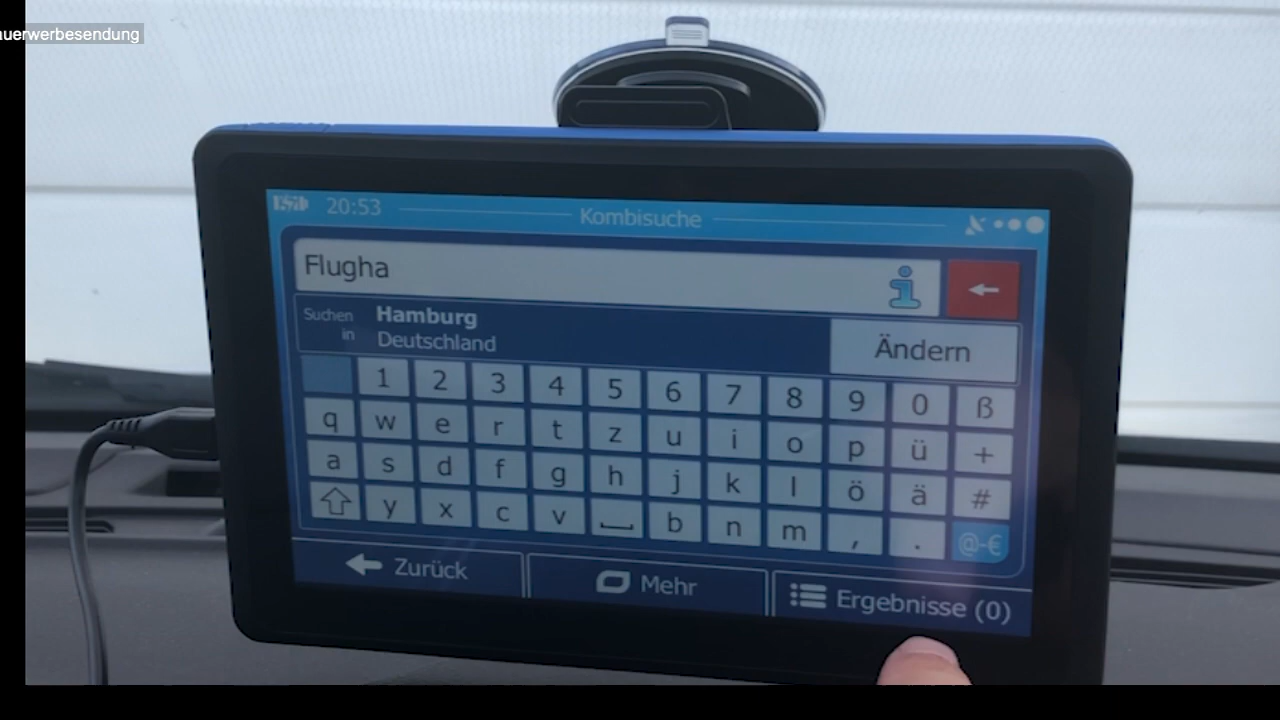 auerwerbesendung
20:53 Kombisuche
Flugha
Suchen in Hamburg
Deutschland
Ändern
1 2 3 4 5 6 7 8 9 0 ß
q w e r t z u i o p ü +
a s d f g h j k l ö ä #
y x c v b n m , . @-€
Zurück Mehr Ergebnisse (0)